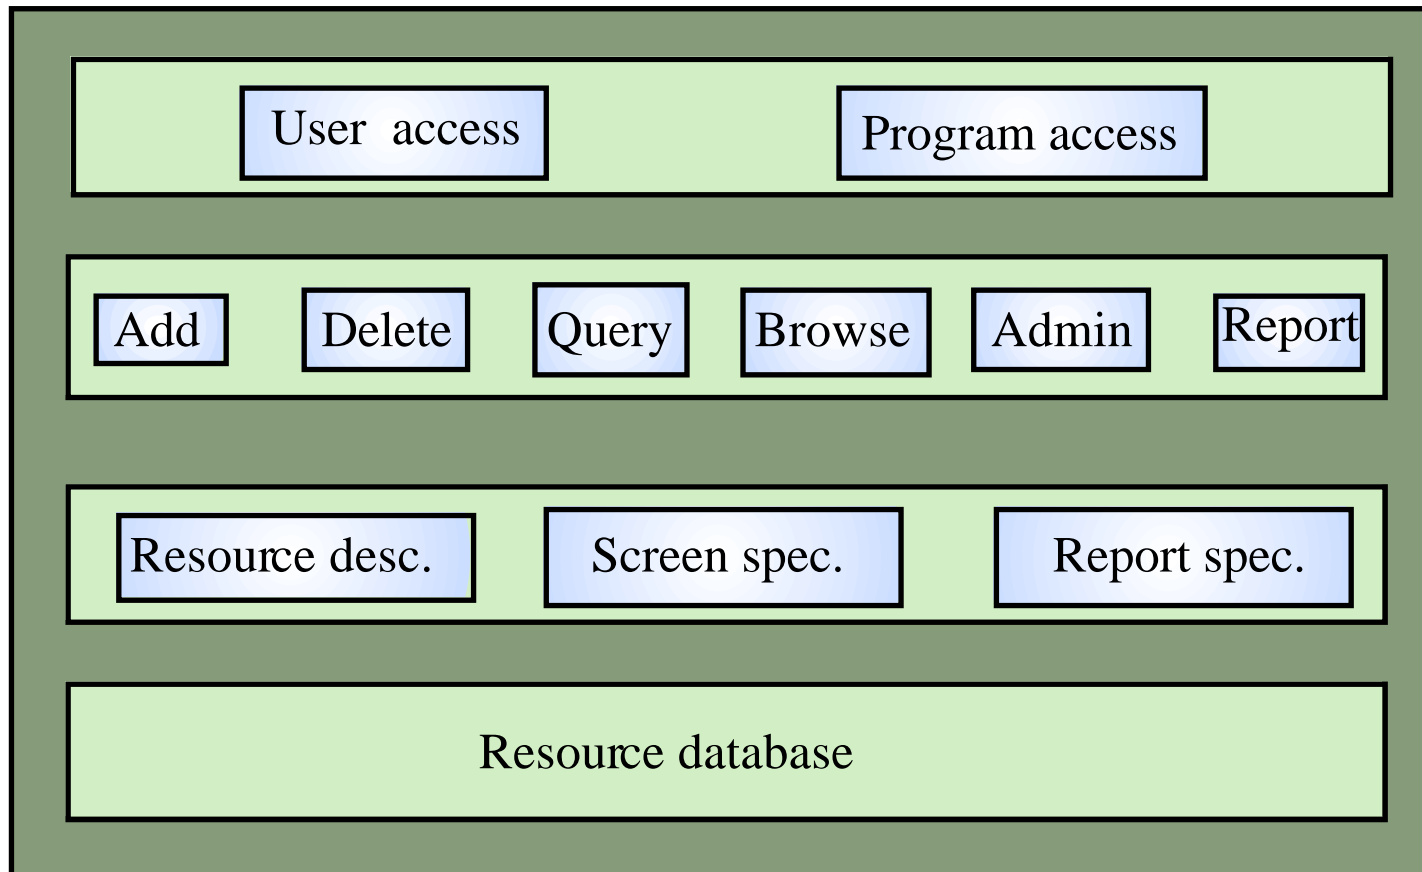 User access
Program access
Add
Delete
Query
Browse
Admin
Report
Resource desc.
Screen spec.
Report spec.
Resource database